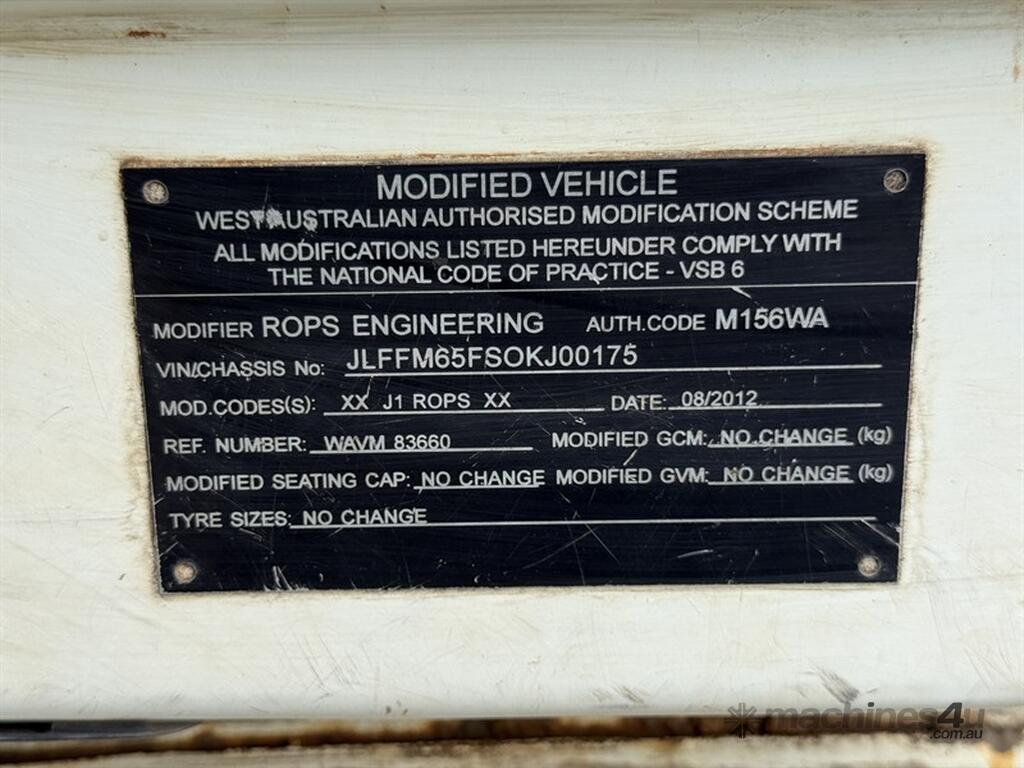 MODIFIED VEHICLE
WEST AUSTRALIAN AUTHORISED MODIFICATION SCHEME
ALL MODIFICATIONS LISTED HEREUNDER COMPLY WITH
THE NATIONAL CODE OF PRACTICE - VSB 6
MODIFIER ROPS ENGINEERING AUTH.CODE M156WA
VIN/CHASSIS No: JLFFM65FSOKJ00175
MOD.CODES(S): XX J1 ROPS XX DATE: 08/2012
REF. NUMBER: WAVM 83660 MODIFIED GCM: NO CHANGE (kg)
MODIFIED SEATING CAP: NO CHANGE MODIFIED GVM: NO CHANGE (kg)
TYRE SIZES: NO CHANGE
machines4u
.com.au